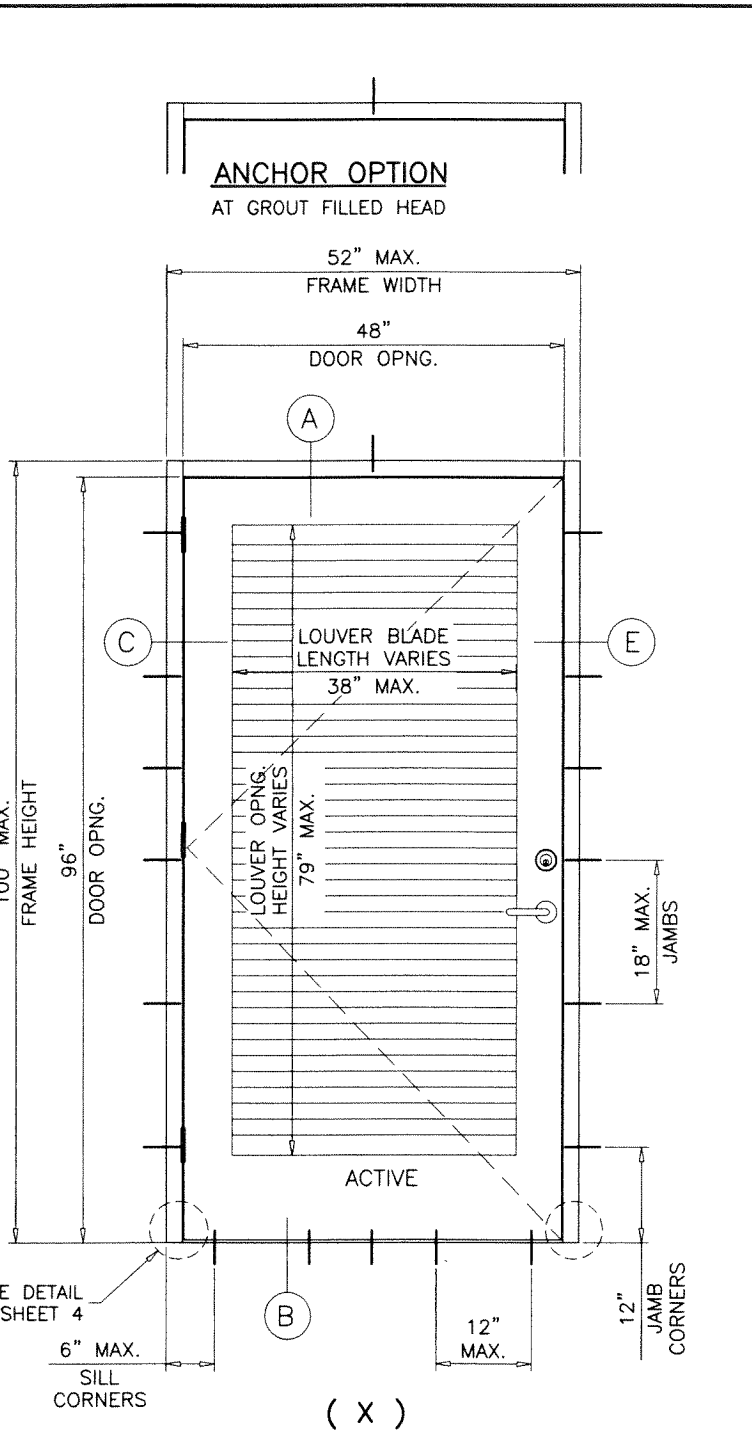 ANCHOR OPTION
AT GROUT FILLED HEAD
52" MAX.
FRAME WIDTH
48"
DOOR OPNG.
A
C
E
LOUVER BLADE
LENGTH VARIES
38" MAX.
MAX.
FRAME HEIGHT
96"
DOOR OPNG.
LOUVER OPNG.
HEIGHT VARIES
79" MAX.
18" MAX.
JAMBS
ACTIVE
DETAIL
SHEET 4
B
6" MAX.
SILL
CORNERS
12"
MAX.
12"
JAMB
CORNERS
( X )